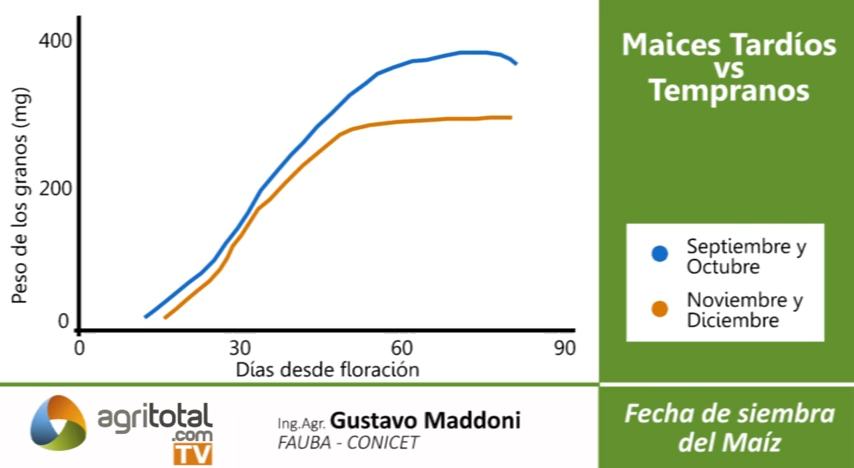 Maices Tardíos
vs
Tempranos
400
200
0
Peso de los granos (mg)
0 30 60 90
Días desde floración
Septiembre y
Octubre
Noviembre y
Diciembre
agritotal
.com
TV
Ing.Agr. Gustavo Maddoni
FAUBA - CONICET
Fecha de siembra
del Maíz